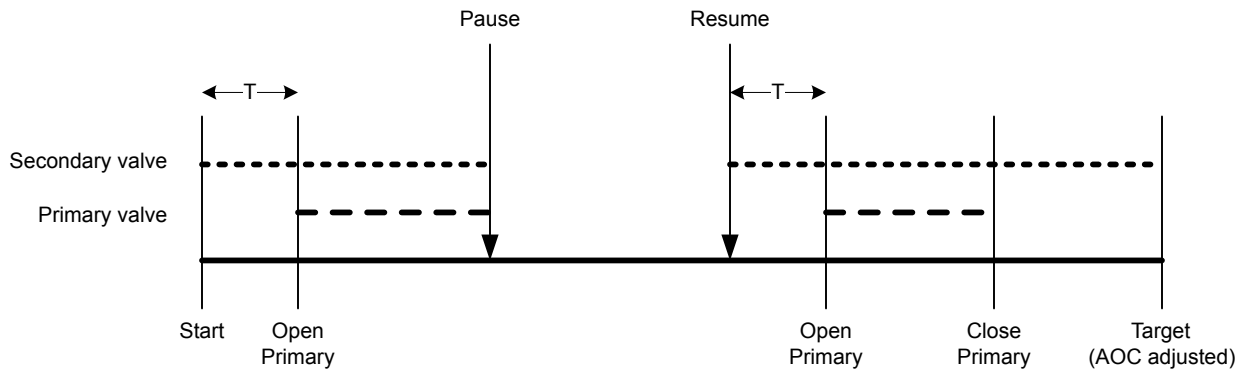 Pause
Resume
T
T
Secondary valve
Primary valve
Start
Open
Primary
Open
Primary
Close
Primary
Target
(AOC adjusted)